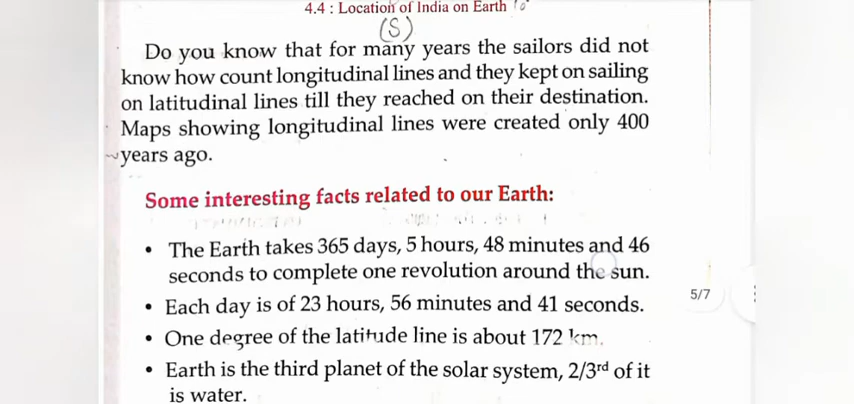 4.4 : Location of India on Earth
(S)
Do you know that for many years the sailors did not
know how count longitudinal lines and they kept on sailing
on latitudinal lines till they reached on their destination.
Maps showing longitudinal lines were created only 400
years ago.
Some interesting facts related to our Earth:
• The Earth takes 365 days, 5 hours, 48 minutes and 46
seconds to complete one revolution around the sun.
• Each day is of 23 hours, 56 minutes and 41 seconds.
5/7
• One degree of the latitude line is about 172 km.
• Earth is the third planet of the solar system, 2/3rd of it
is water.